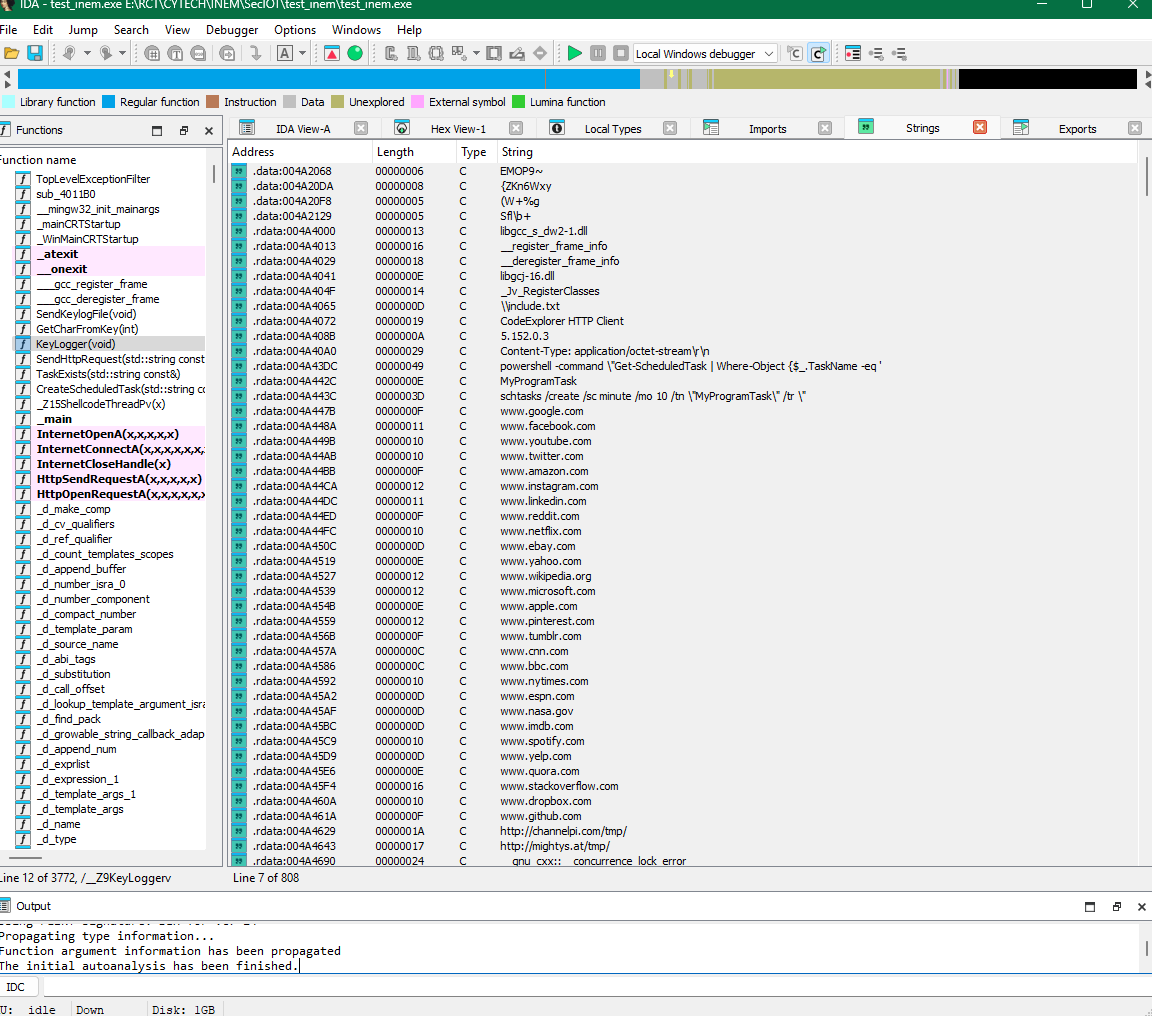 IDA - test_inem.exe E:\RCT\CYTECH\INEM\SecIOT\test_inem\test_inem.exe
File Edit Jump Search View Debugger Options Windows Help
Local Windows debugger
Library function Regular function Instruction Data Unexplored External symbol Lumina function
Functions
Function name
TopLevelExceptionFilter
sub_4011B0
__mingw32_init_mainargs
_mainCRTStartup
_WinMainCRTStartup
_atexit
__onexit
___gcc_register_frame
___gcc_deregister_frame
SendKeylogFile(void)
GetCharFromKey(int)
KeyLogger(void)
SendHttpRequest(std::string const
TaskExists(std::string const&)
CreateScheduledTask(std::string co
_Z15ShellcodeThreadPv(x)
_main
InternetOpenA(x,x,x,x,x)
InternetConnectA(x,x,x,x,x,x,
InternetCloseHandle(x)
HttpSendRequestA(x,x,x,x,x)
HttpOpenRequestA(x,x,x,x,x,x
_d_make_comp
_d_cv_qualifiers
_d_ref_qualifier
_d_count_templates_scopes
_d_append_buffer
_d_number_isra_0
_d_number_component
_d_compact_number
_d_template_param
_d_source_name
_d_abi_tags
_d_substitution
_d_call_offset
_d_lookup_template_argument_isra
_d_find_pack
_d_growable_string_callback_adap
_d_append_num
_d_exprlist
_d_expression_1
_d_template_args_1
_d_template_args
_d_name
_d_type
Line 12 of 3772, /__Z9KeyLoggerv
IDA View-A Hex View-1 Local Types Imports Strings Exports
Address Length Type String
.data:004A2068 00000006 C EMOP9~
.data:004A20DA 00000008 C {ZKn6Wxy
.data:004A20F8 00000005 C (W+%g
.data:004A2129 00000005 C Sfl\b+
.rdata:004A4000 00000013 C libgcc_s_dw2-1.dll
.rdata:004A4013 00000016 C __register_frame_info
.rdata:004A4029 00000018 C __deregister_frame_info
.rdata:004A4041 0000000E C libgcj-16.dll
.rdata:004A404F 00000014 C _Jv_RegisterClasses
.rdata:004A4065 0000000D C \\include.txt
.rdata:004A4072 00000019 C CodeExplorer HTTP Client
.rdata:004A408B 0000000A C 5.152.0.3
.rdata:004A40A0 00000029 C Content-Type: application/octet-stream\r\n
.rdata:004A43DC 00000049 C powershell -command \"Get-ScheduledTask | Where-Object {$_.TaskName -eq '
.rdata:004A442C 0000000E C MyProgramTask
.rdata:004A443C 0000003D C schtasks /create /sc minute /mo 10 /tn \"MyProgramTask\" /tr \"
.rdata:004A447B 0000000F C www.google.com
.rdata:004A448A 00000011 C www.facebook.com
.rdata:004A449B 00000010 C www.youtube.com
.rdata:004A44AB 00000010 C www.twitter.com
.rdata:004A44BB 0000000F C www.amazon.com
.rdata:004A44CA 00000012 C www.instagram.com
.rdata:004A44DC 00000011 C www.linkedin.com
.rdata:004A44ED 0000000F C www.reddit.com
.rdata:004A44FC 00000010 C www.netflix.com
.rdata:004A450C 0000000D C www.ebay.com
.rdata:004A4519 0000000E C www.yahoo.com
.rdata:004A4527 00000012 C www.wikipedia.org
.rdata:004A4539 00000012 C www.microsoft.com
.rdata:004A454B 0000000E C www.apple.com
.rdata:004A4559 00000012 C www.pinterest.com
.rdata:004A456B 0000000F C www.tumblr.com
.rdata:004A457A 0000000C C www.cnn.com
.rdata:004A4586 0000000C C www.bbc.com
.rdata:004A4592 00000010 C www.nytimes.com
.rdata:004A45A2 0000000D C www.espn.com
.rdata:004A45AF 0000000D C www.nasa.gov
.rdata:004A45BC 0000000D C www.imdb.com
.rdata:004A45C9 00000010 C www.spotify.com
.rdata:004A45D9 0000000D C www.yelp.com
.rdata:004A45E6 0000000E C www.quora.com
.rdata:004A45F4 00000016 C www.stackoverflow.com
.rdata:004A460A 00000010 C www.dropbox.com
.rdata:004A461A 0000000F C www.github.com
.rdata:004A4629 0000001A C http://channelpi.com/tmp/
.rdata:004A4643 00000017 C http://mightys.at/tmp/
.rdata:004A4690 00000024 C __gnu_cxx::__concurrence_lock_error
Line 7 of 808
Output
Propagating type information...
Function argument information has been propagated
The initial autoanalysis has been finished.
IDC
U: idle Down Disk: 1GB